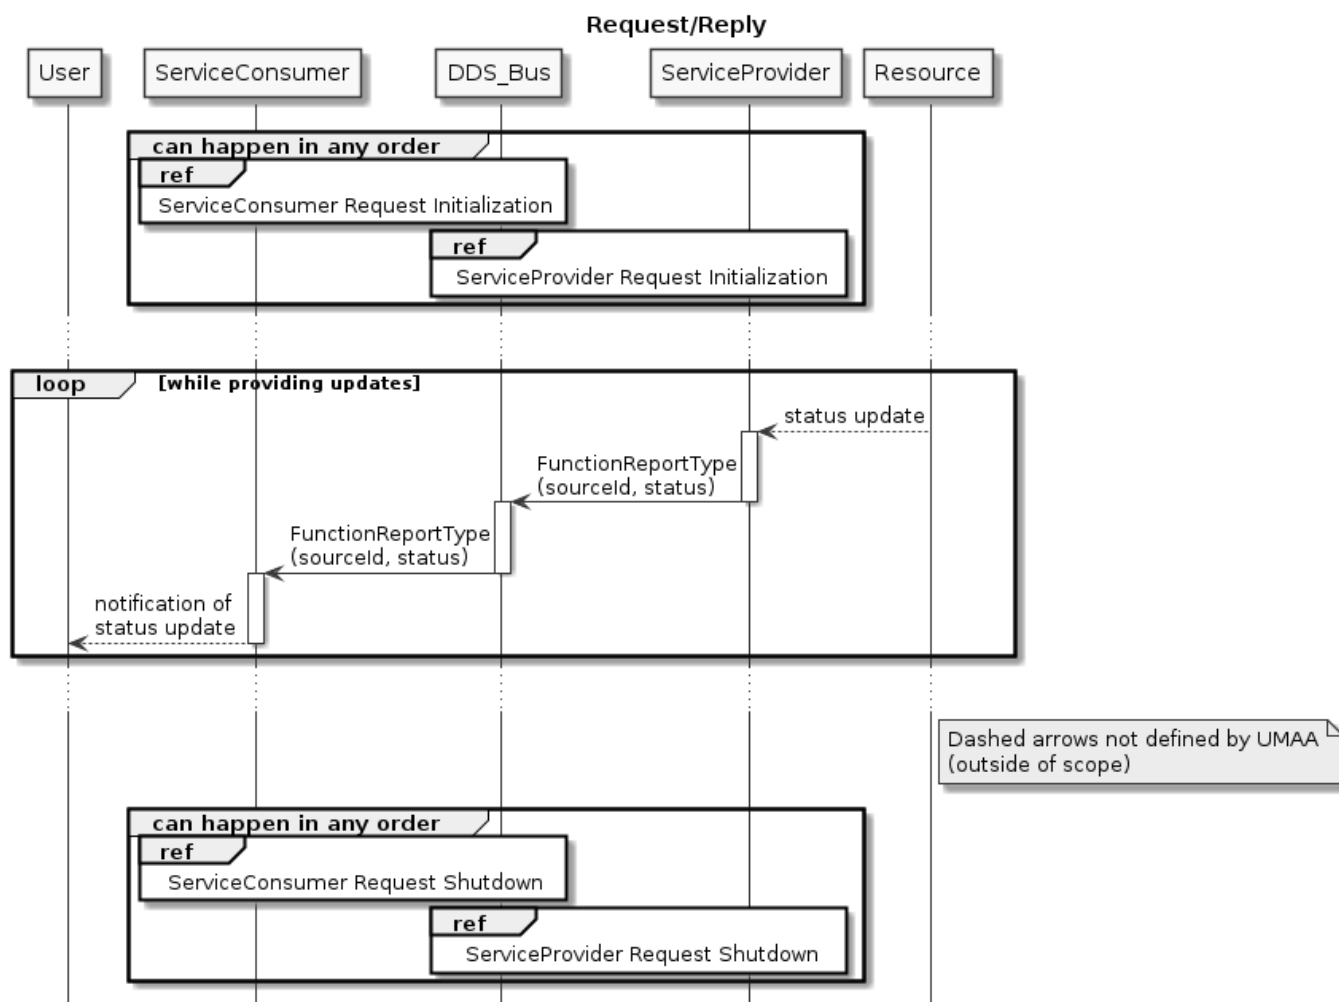 Request/Reply
User
ServiceConsumer
DDS_Bus
ServiceProvider
Resource
can happen in any order
ref
ServiceConsumer Request Initialization
ref
ServiceProvider Request Initialization
loop
[while providing updates]
status update
FunctionReportType
(sourceId, status)
FunctionReportType
(sourceId, status)
notification of
status update
Dashed arrows not defined by UMAA
(outside of scope)
can happen in any order
ref
ServiceConsumer Request Shutdown
ref
ServiceProvider Request Shutdown